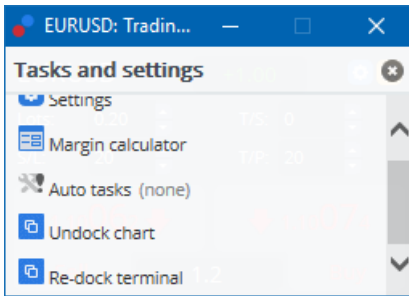 EURUSD: Tradin...
Tasks and settings
Settings
Margin calculator
Auto tasks (none)
Undock chart
Re-dock terminal